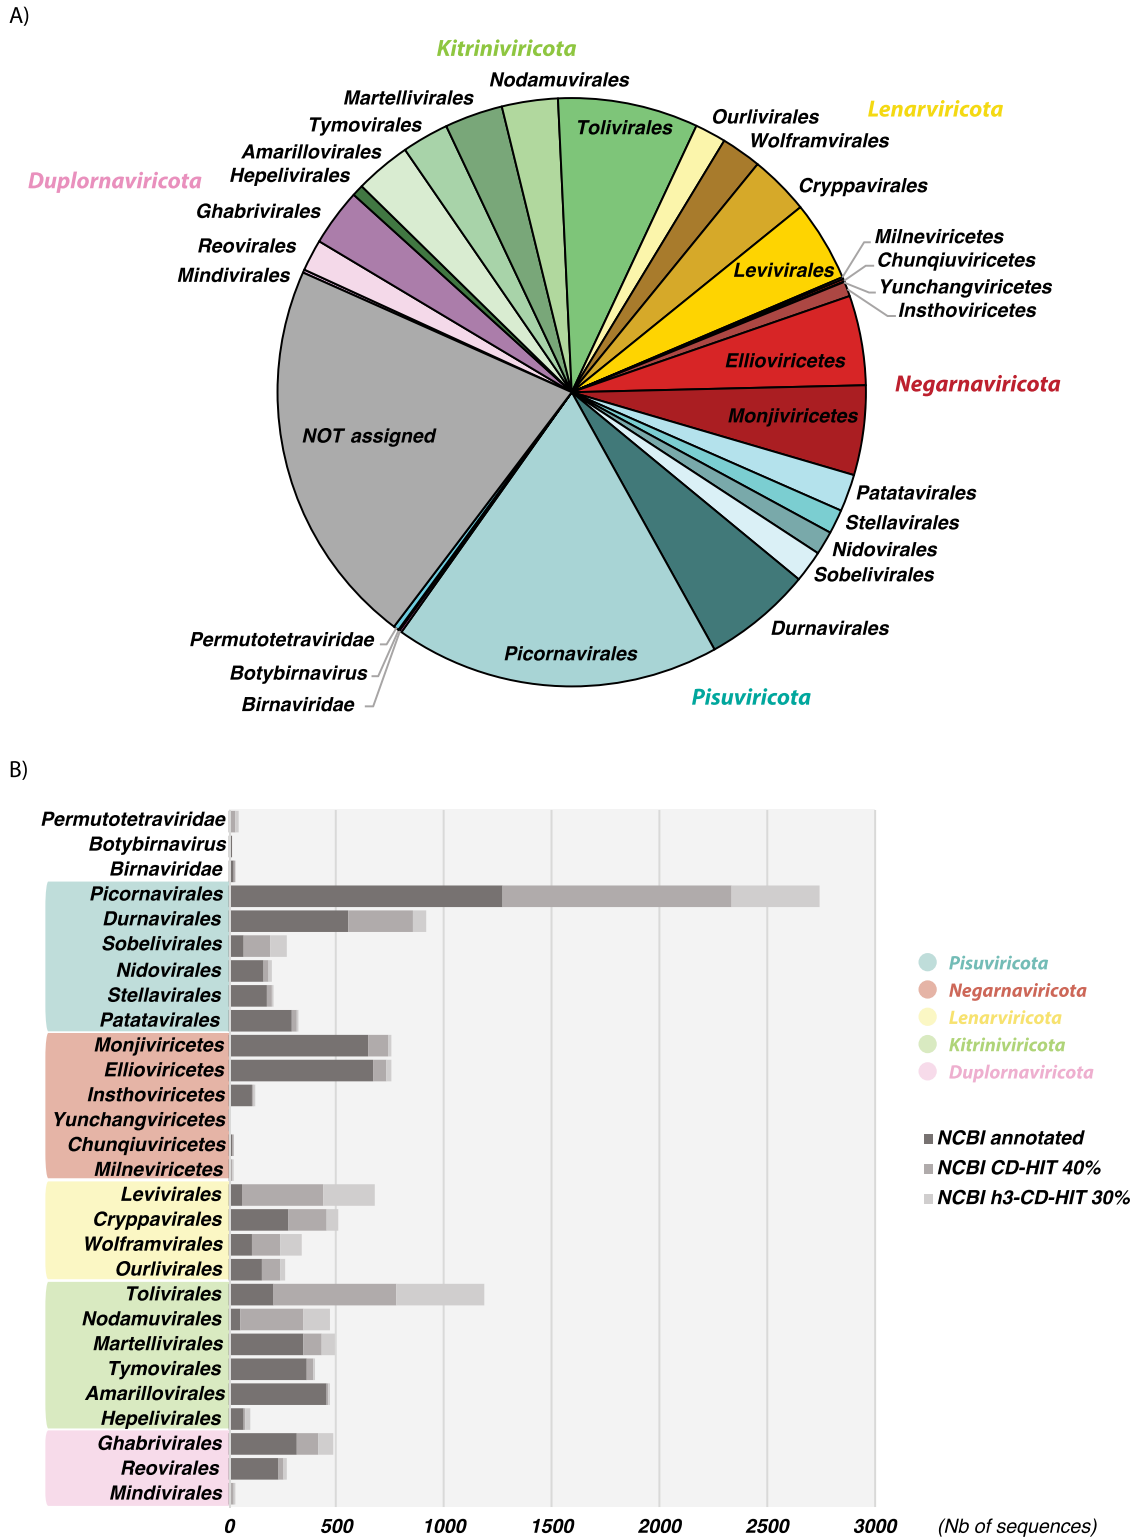 A)
Kitrinoviricota
Nodamuvirales
Martellivirales
Tymovirales
Amarillovirales
Hepelivirales
Duplornaviricota
Ghabrivirales
Reovirales
Mindivirales
Tolivirales
Ourlivirales
Lenarviricota
Wolframvirales
Cryppavirales
Levivirales
Milneviricetes
Chunqiuviricetes
Yunchangviricetes
Insthoviricetes
Ellioviricetes
Negarnaviricota
Monjiviricetes
NOT assigned
Patatavirales
Stellavirales
Nidovirales
Sobelivirales
Durnavirales
Picornavirales
Pisuviricota
Permutotetraviridae
Botybirnavirus
Birnaviridae
B)
Permutotetraviridae
Botybirnavirus
Birnaviridae
Picornavirales
Durnavirales
Sobelivirales
Nidovirales
Stellavirales
Patatavirales
Monjiviricetes
Ellioviricetes
Insthoviricetes
Yunchangviricetes
Chunqiuviricetes
Milneviricetes
Levivirales
Cryppavirales
Wolframvirales
Ourlivirales
Tolivirales
Nodamuvirales
Martellivirales
Tymovirales
Amarillovirales
Hepelivirales
Ghabrivirales
Reovirales
Mindivirales
Pisuviricota
Negarnaviricota
Lenarviricota
Kitrinoviricota
Duplornaviricota
NCBI annotated
NCBI CD-HIT 40%
NCBI h3-CD-HIT 30%
0 500 1000 1500 2000 2500 3000 (Nb of sequences)